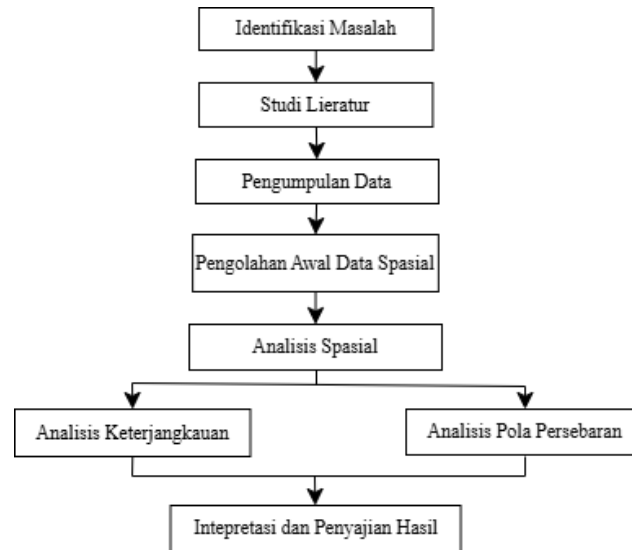 Identifikasi Masalah
Studi Lieratur
Pengumpulan Data
Pengolahan Awal Data Spasial
Analisis Spasial
Analisis Keterjangkauan
Analisis Pola Persebaran
Intepretasi dan Penyajian Hasil